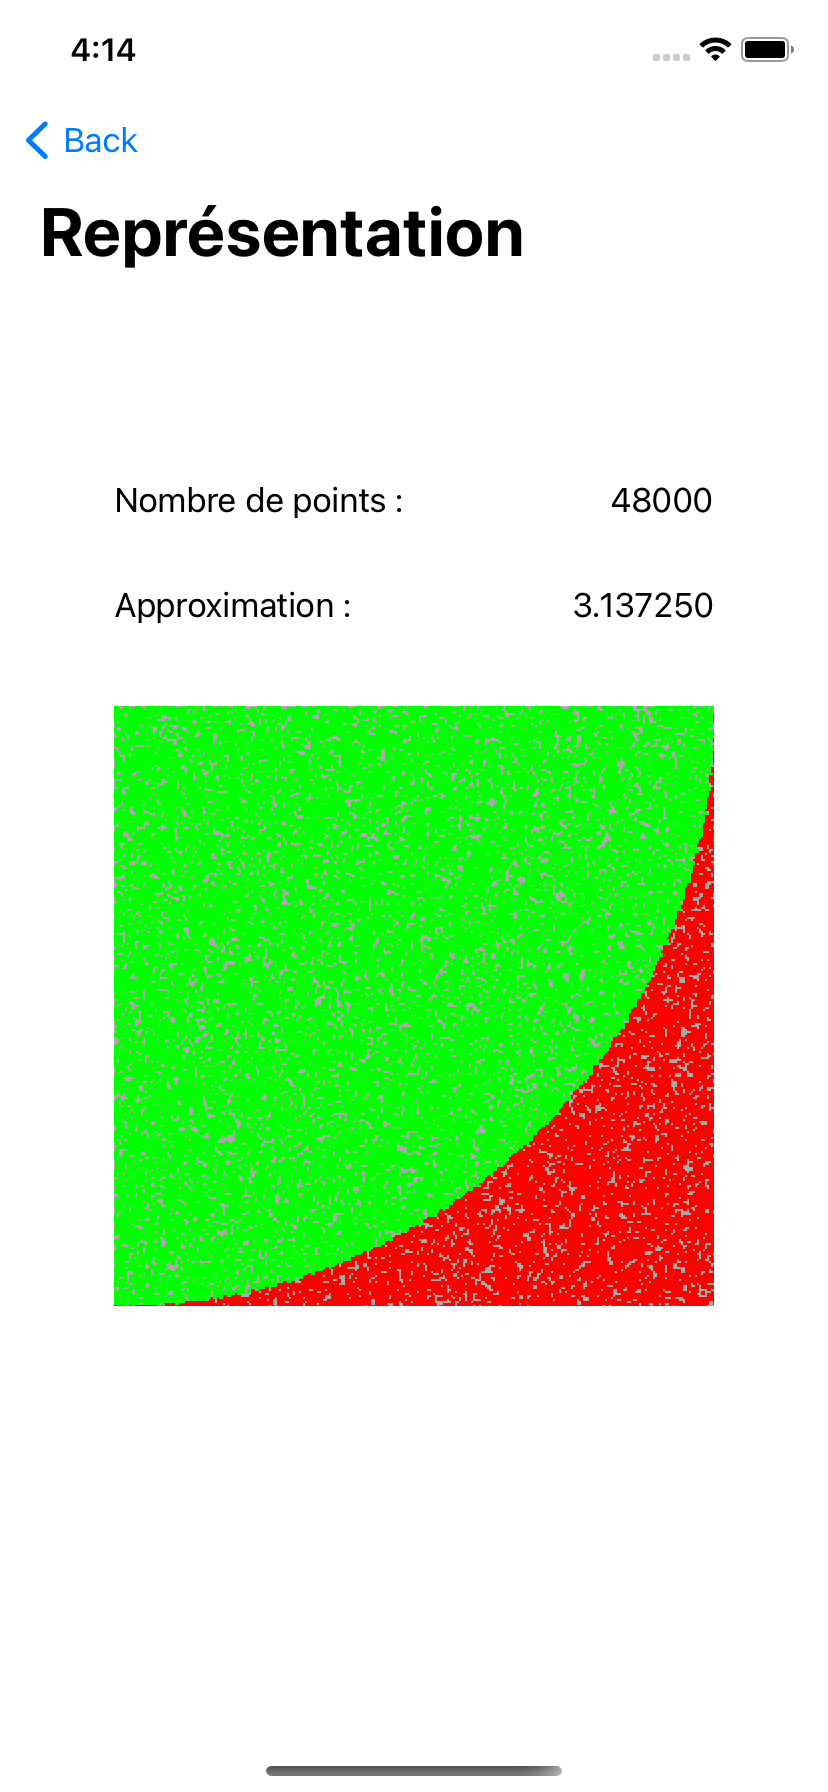 4:14
Back
Représentation
Nombre de points : 48000
Approximation : 3.137250